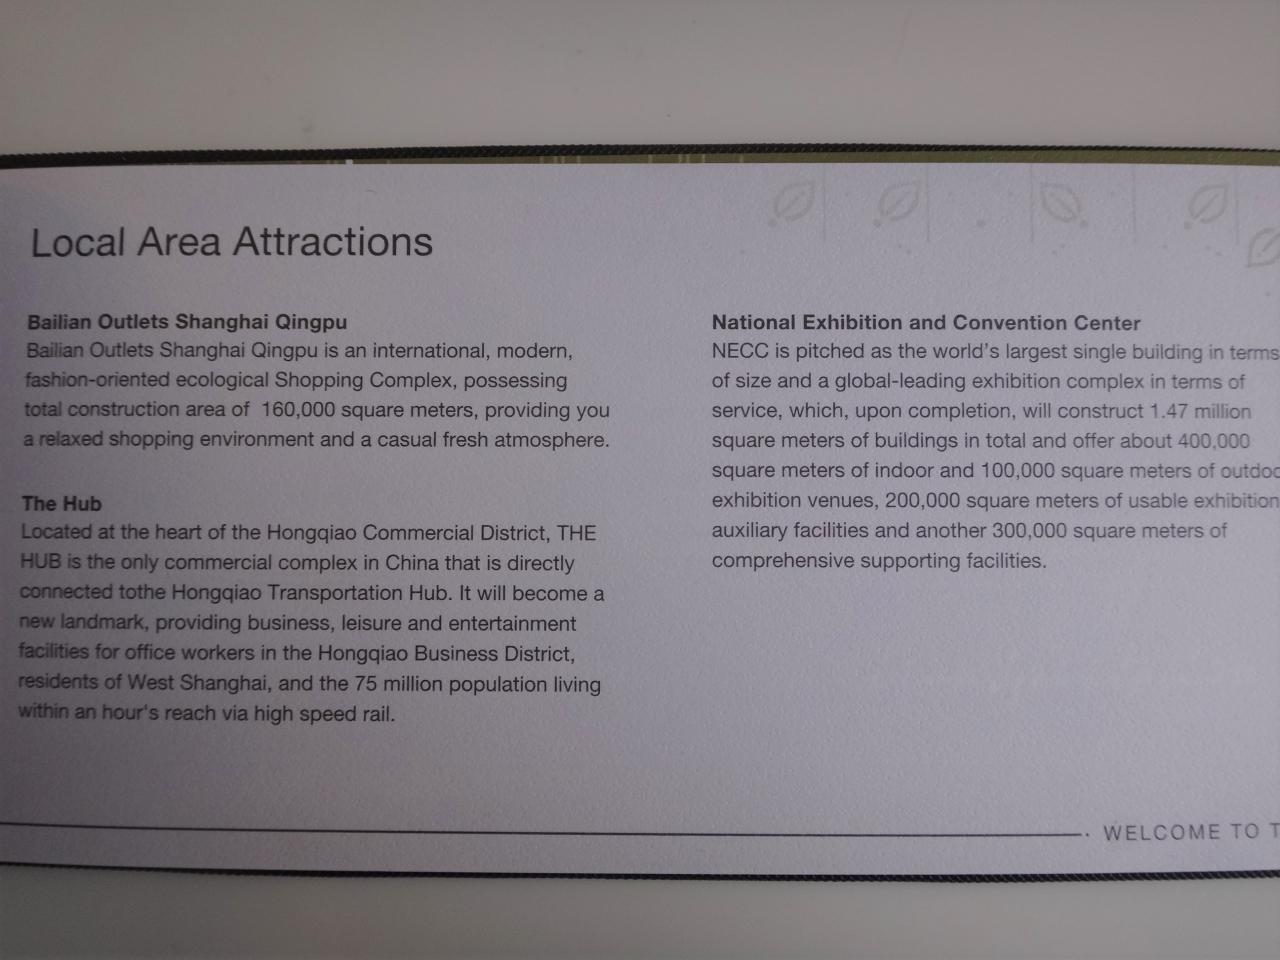 Local Area Attractions
Bailian Outlets Shanghai Qingpu
Bailian Outlets Shanghai Qingpu is an international, modern,
fashion-oriented ecological Shopping Complex, possessing
total construction area of  160,000 square meters, providing you
a relaxed shopping environment and a casual fresh atmosphere.
The Hub
Located at the heart of the Hongqiao Commercial District, THE
HUB is the only commercial complex in China that is directly
connected tothe Hongqiao Transportation Hub. It will become a
new landmark, providing business, leisure and entertainment
facilities for office workers in the Hongqiao Business District,
residents of West Shanghai, and the 75 million population living
within an hour's reach via high speed rail.
National Exhibition and Convention Center
NECC is pitched as the world's largest single building in terms
of size and a global-leading exhibition complex in terms of
service, which, upon completion, will construct 1.47 million
square meters of buildings in total and offer about 400,000
square meters of indoor and 100,000 square meters of
exhibition venues, 200,000 square meters of usable exhibition
auxiliary facilities and another 300,000 square meters of
comprehensive supporting facilities.
WELCOME TO